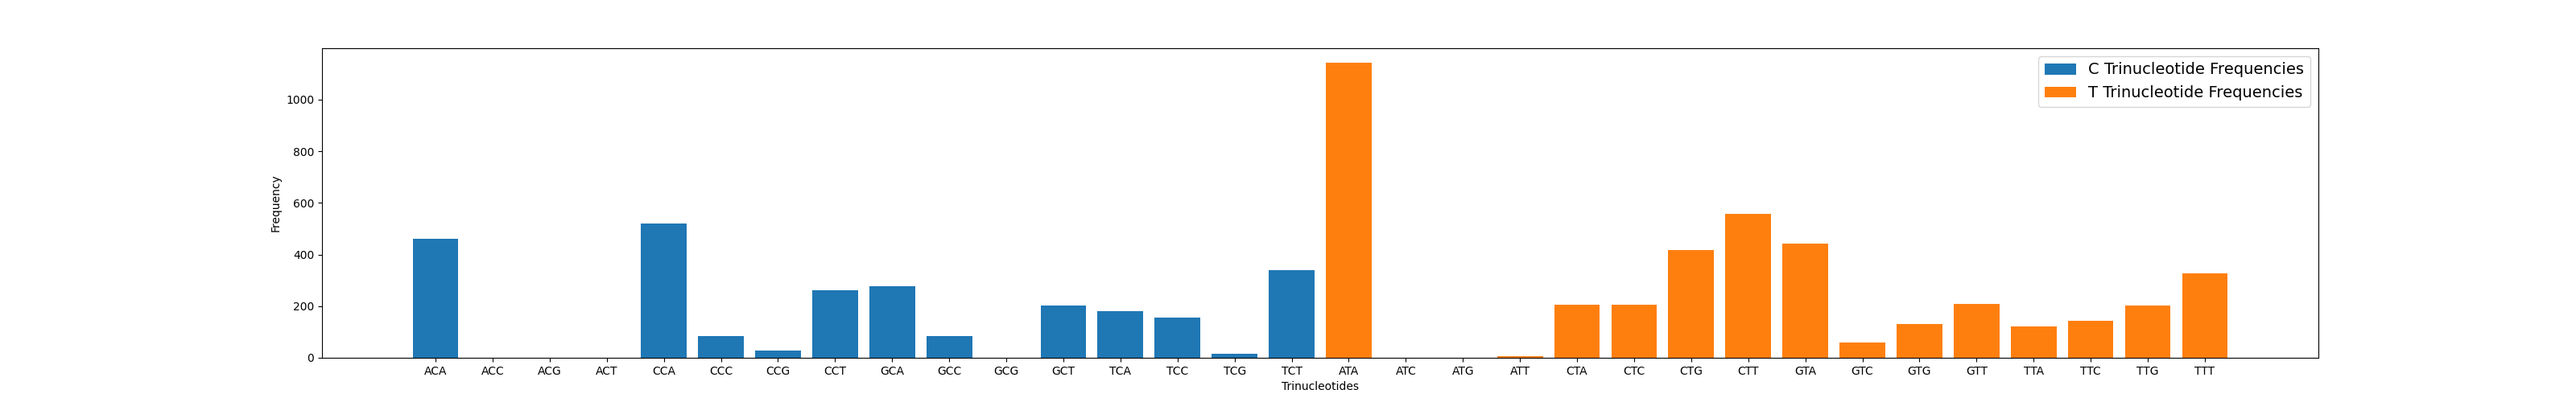 C Trinucleotide Frequencies
T Trinucleotide Frequencies
Frequency
1000
800
600
400
200
0
ACA ACC ACG ACT CCA CCC CCG CCT GCA GCC GCG GCT TCA TCC TCG TCT ATA ATC ATG ATT CTA CTC CTG CTT GTA GTC GTG GTT TTA TTC TTG TTT
Trinucleotides